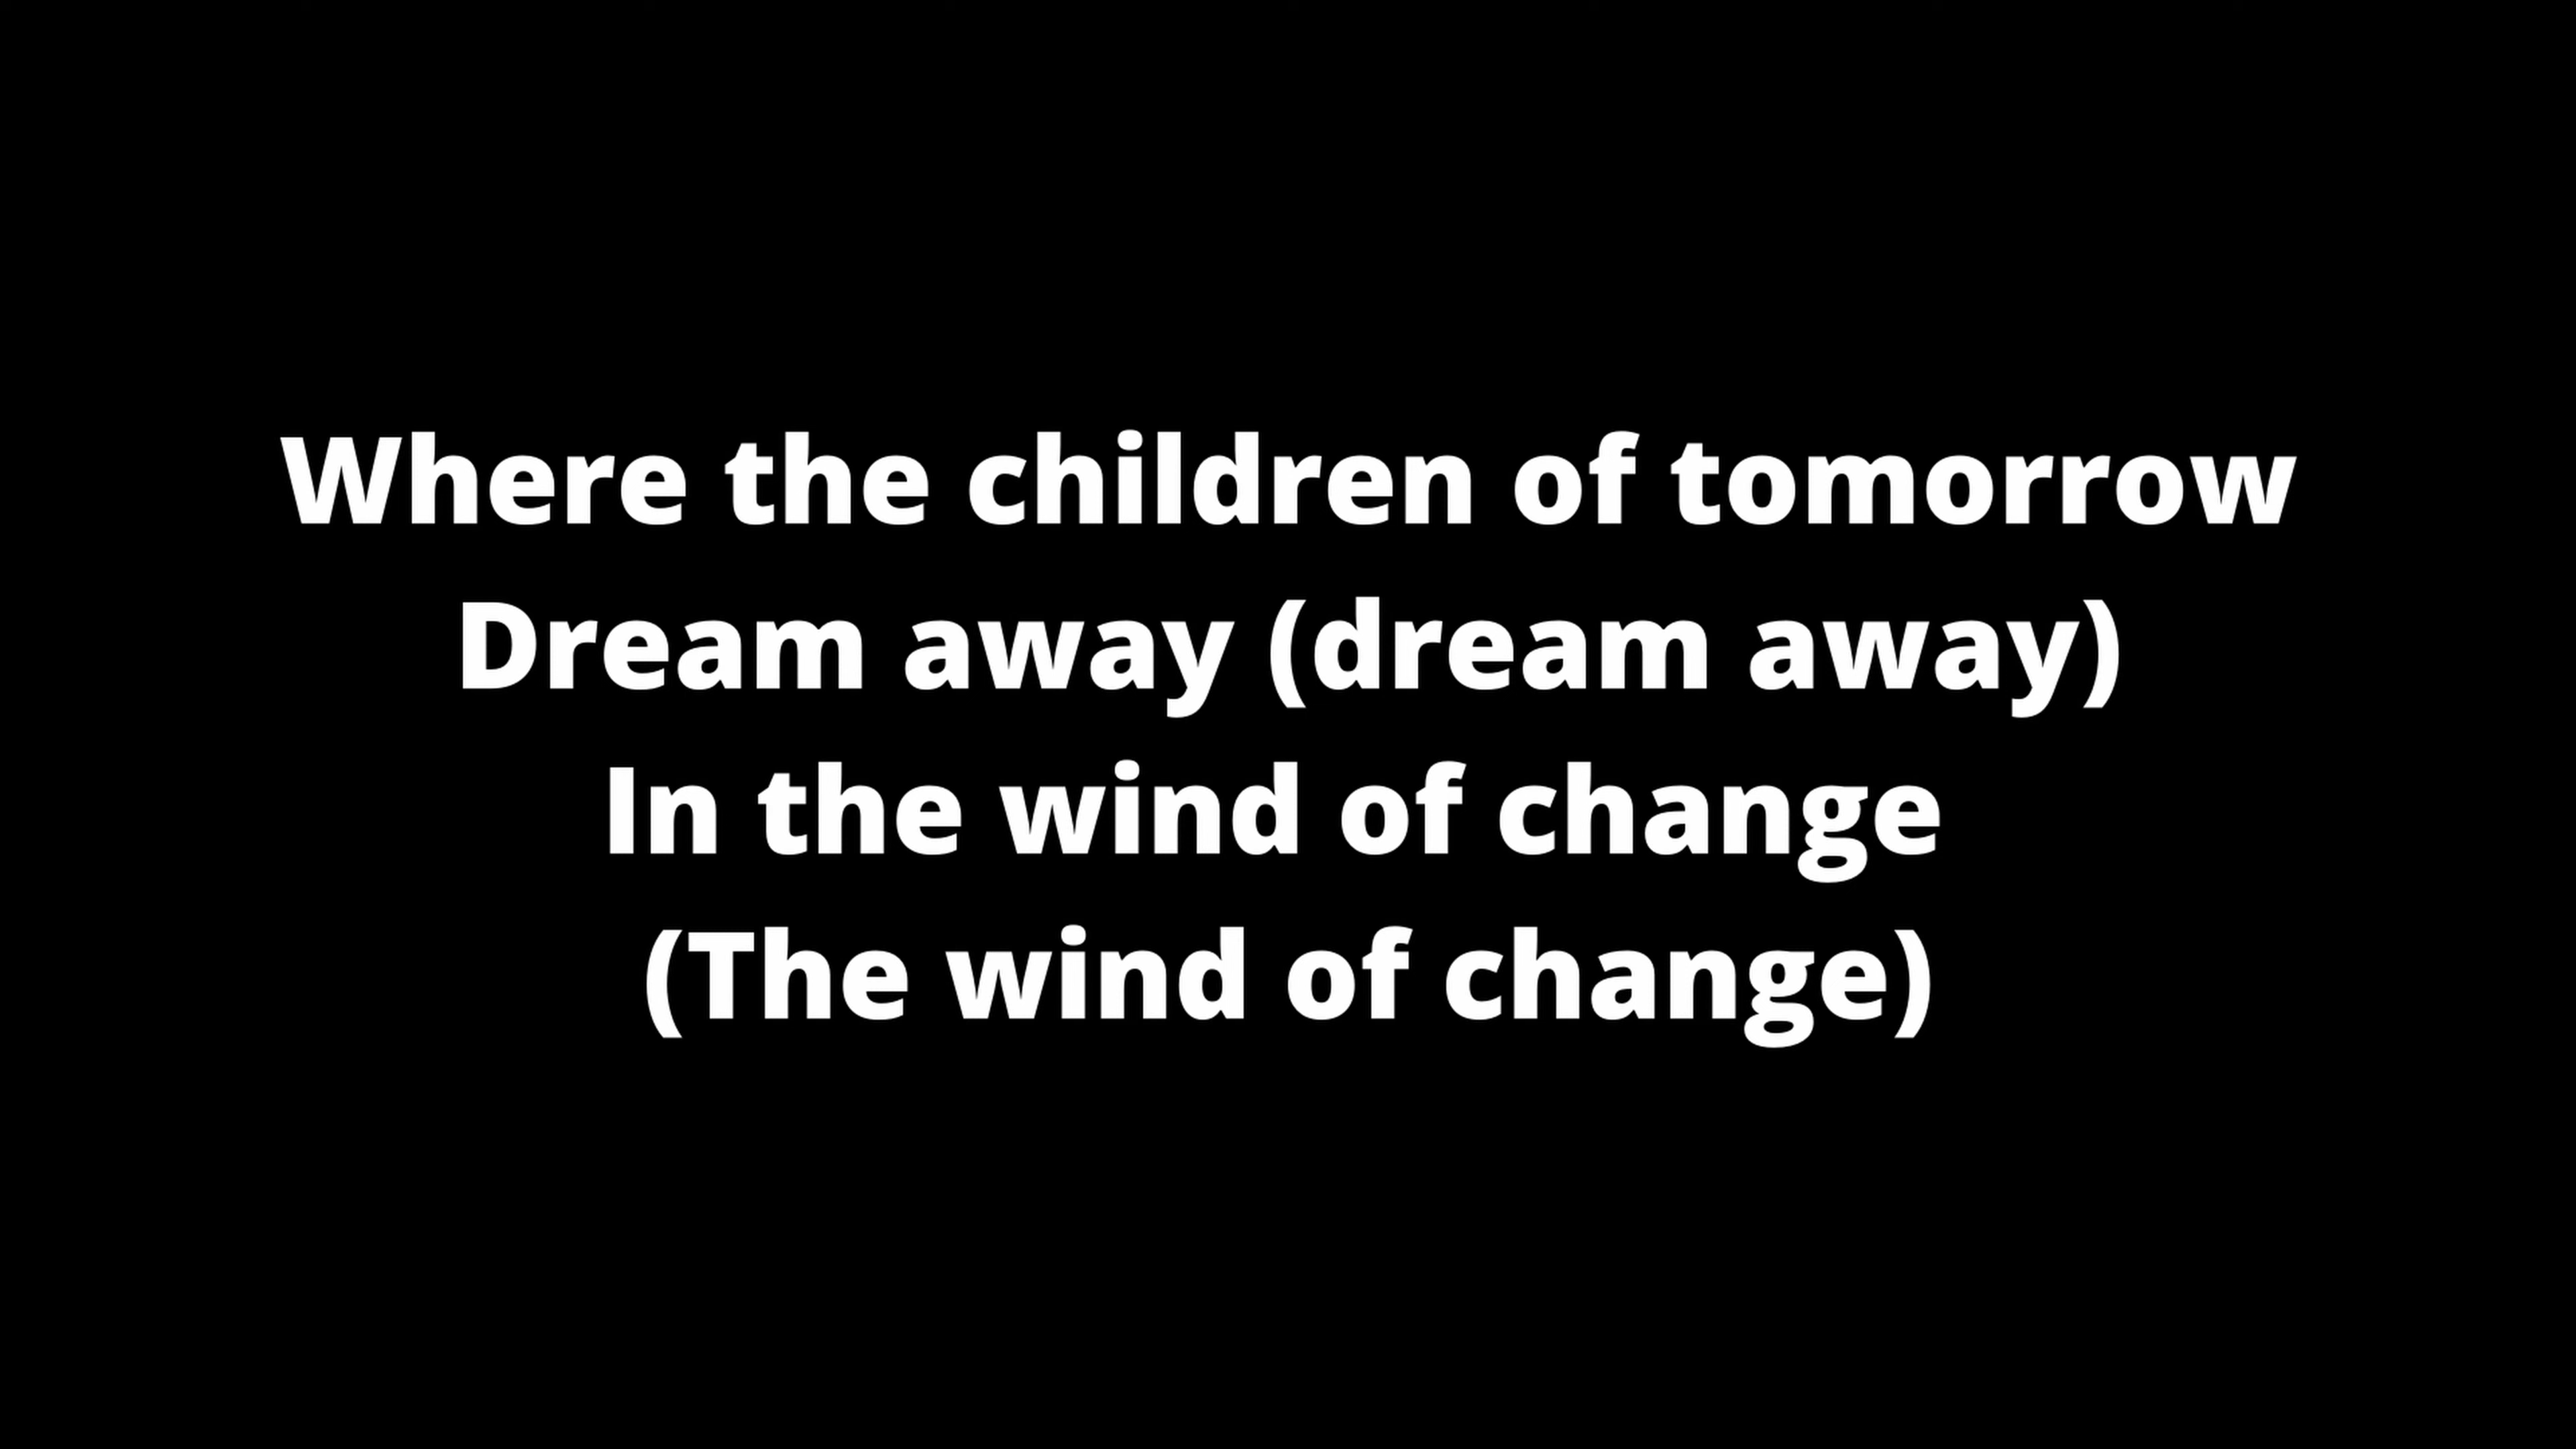 Where the children of tomorrow
Dream away (dream away)
In the wind of change
(The wind of change)